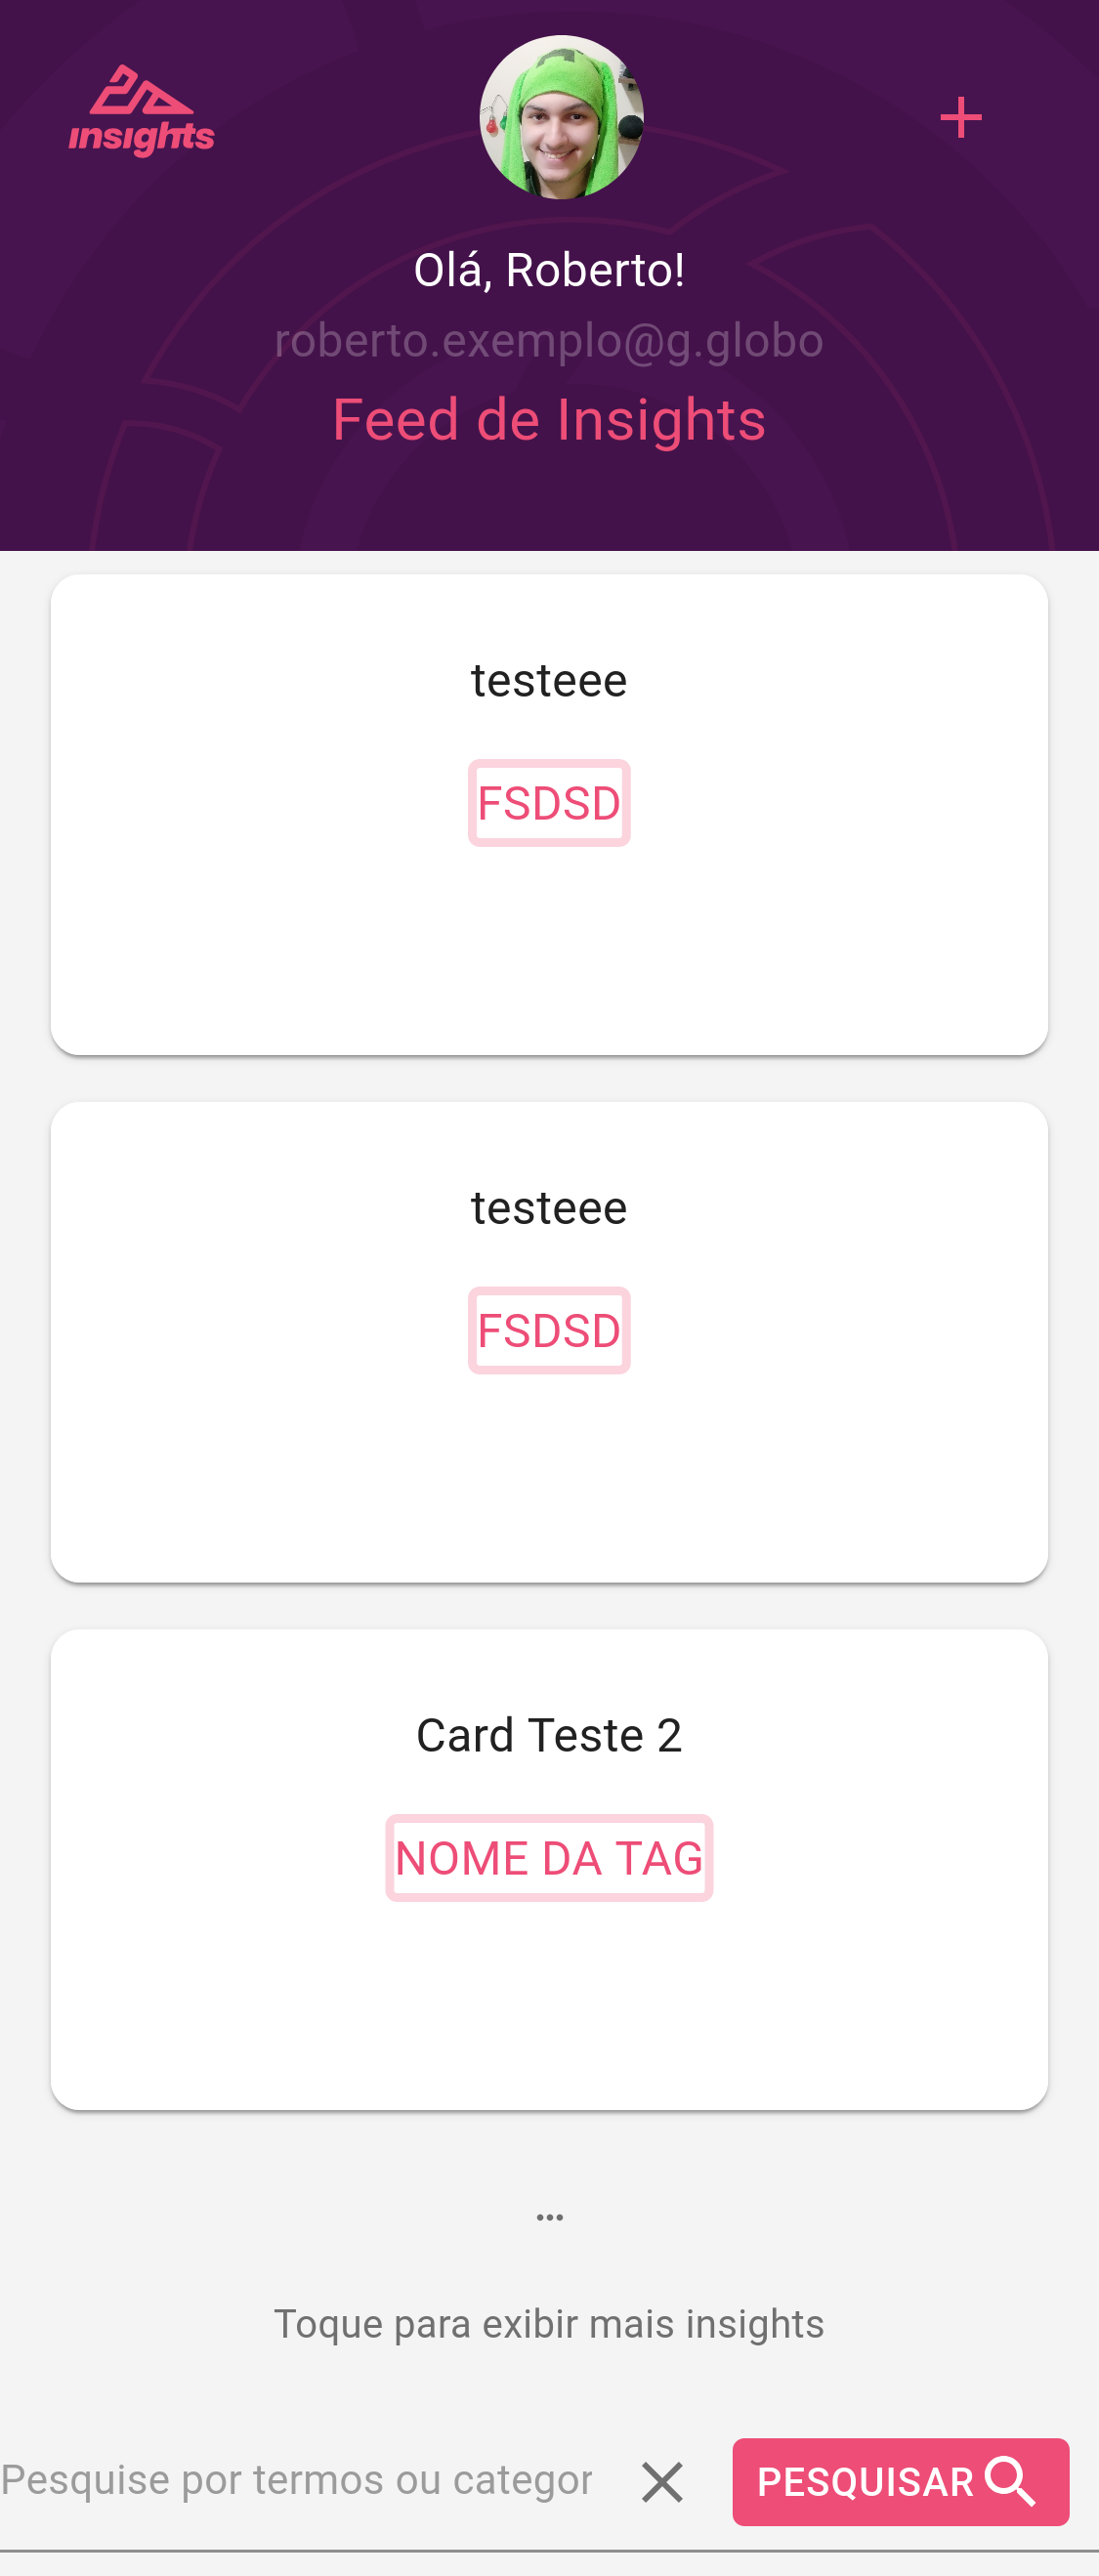 insights
Olá, Roberto!
roberto.exemplo@g.globo
Feed de Insights
testeee
FSDSD
testeee
FSDSD
Card Teste 2
NOME DA TAG
...
Toque para exibir mais insights
Pesquise por termos ou categor
PESQUISAR